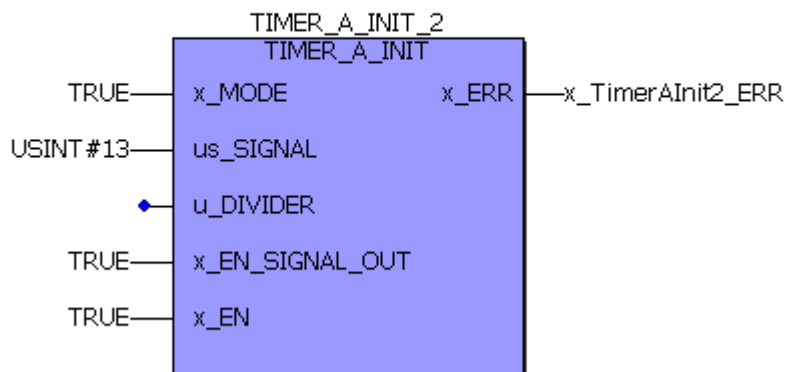 TIMER_A_INIT_2
TIMER_A_INIT
TRUE x_MODE x_ERR x_TimerAInit2_ERR
USINT#13 us_SIGNAL
u_DIVIDER
TRUE x_EN_SIGNAL_OUT
TRUE x_EN